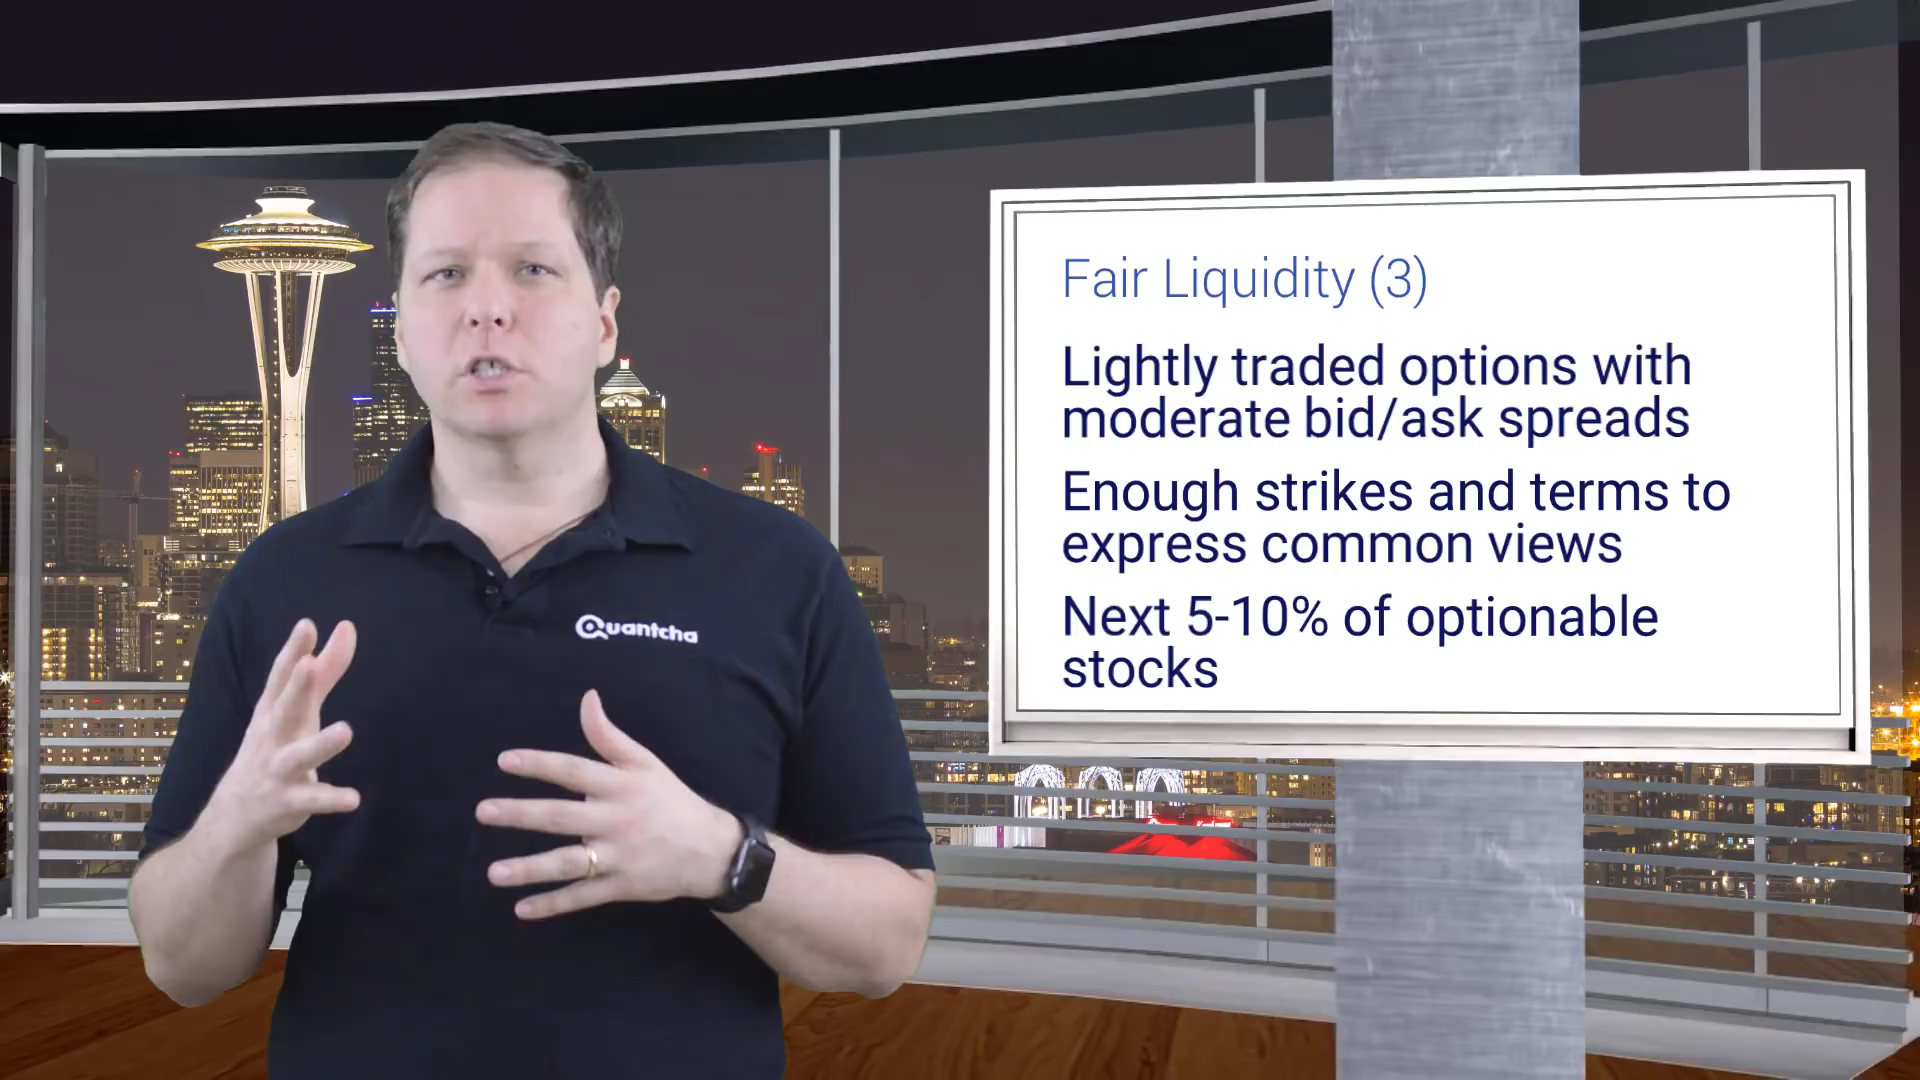 Fair Liquidity (3)
Lightly traded options with
moderate bid/ask spreads
Enough strikes and terms to
express common views
Next 5-10% of optionable
stocks
Quantcha